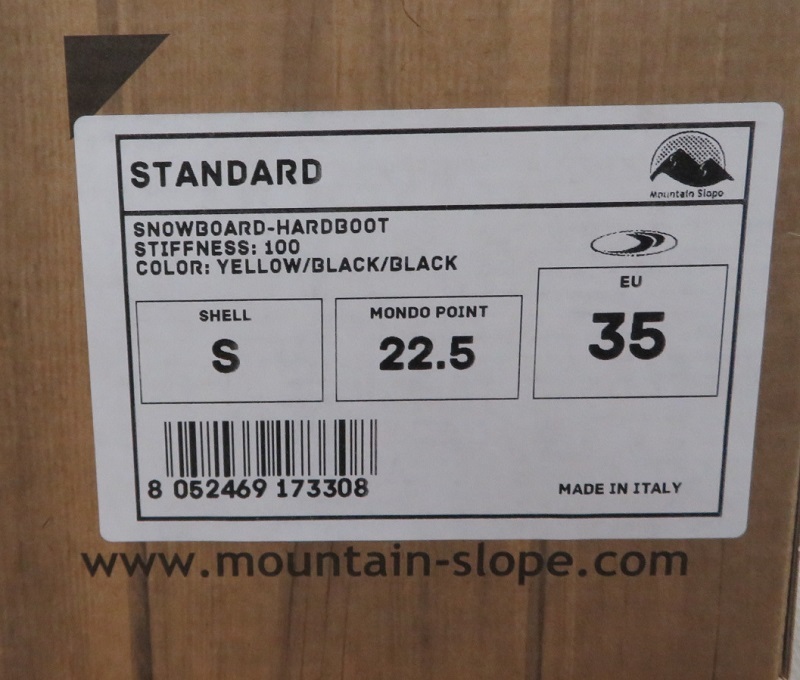 STANDARD
Mountain Slope
SNOWBOARD-HARDBOOT
STIFFNESS: 100
COLOR: YELLOW/BLACK/BLACK
SHELL
S
MONDO POINT
22.5
EU
35
8 052469 173308
MADE IN ITALY
www.mountain-slope.com